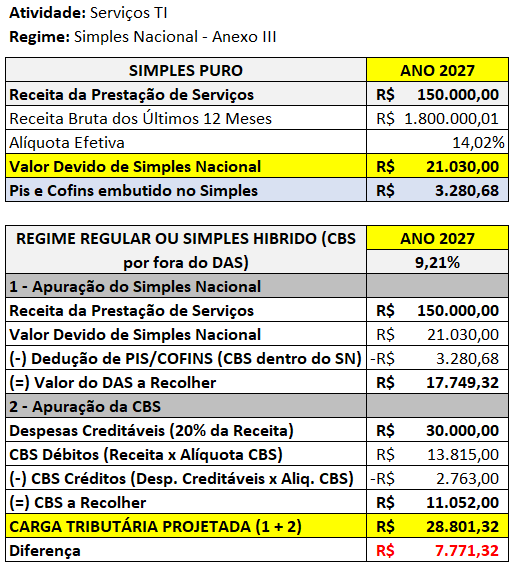 Atividade: Serviços TI
Regime: Simples Nacional - Anexo III
SIMPLES PURO ANO 2027
Receita da Prestação de Serviços R$ 150.000,00
Receita Bruta dos Últimos 12 Meses R$ 1.800.000,01
Alíquota Efetiva 14,02%
Valor Devido de Simples Nacional R$ 21.030,00
Pis e Cofins embutido no Simples R$ 3.280,68
REGIME REGULAR OU SIMPLES HIBRIDO (CBS ANO 2027
por fora do DAS) 9,21%
1 - Apuração do Simples Nacional
Receita da Prestação de Serviços R$ 150.000,00
Valor Devido de Simples Nacional R$ 21.030,00
(-) Dedução de PIS/COFINS (CBS dentro do SN) -R$ 3.280,68
(=) Valor do DAS a Recolher R$ 17.749,32
2 - Apuração da CBS
Despesas Creditáveis (20% da Receita) R$ 30.000,00
CBS Débitos (Receita x Alíquota CBS) R$ 13.815,00
(-) CBS Créditos (Desp. Creditáveis x Aliq. CBS) -R$ 2.763,00
(=) CBS a Recolher R$ 11.052,00
CARGA TRIBUTÁRIA PROJETADA (1 + 2) R$ 28.801,32
Diferença R$ 7.771,32